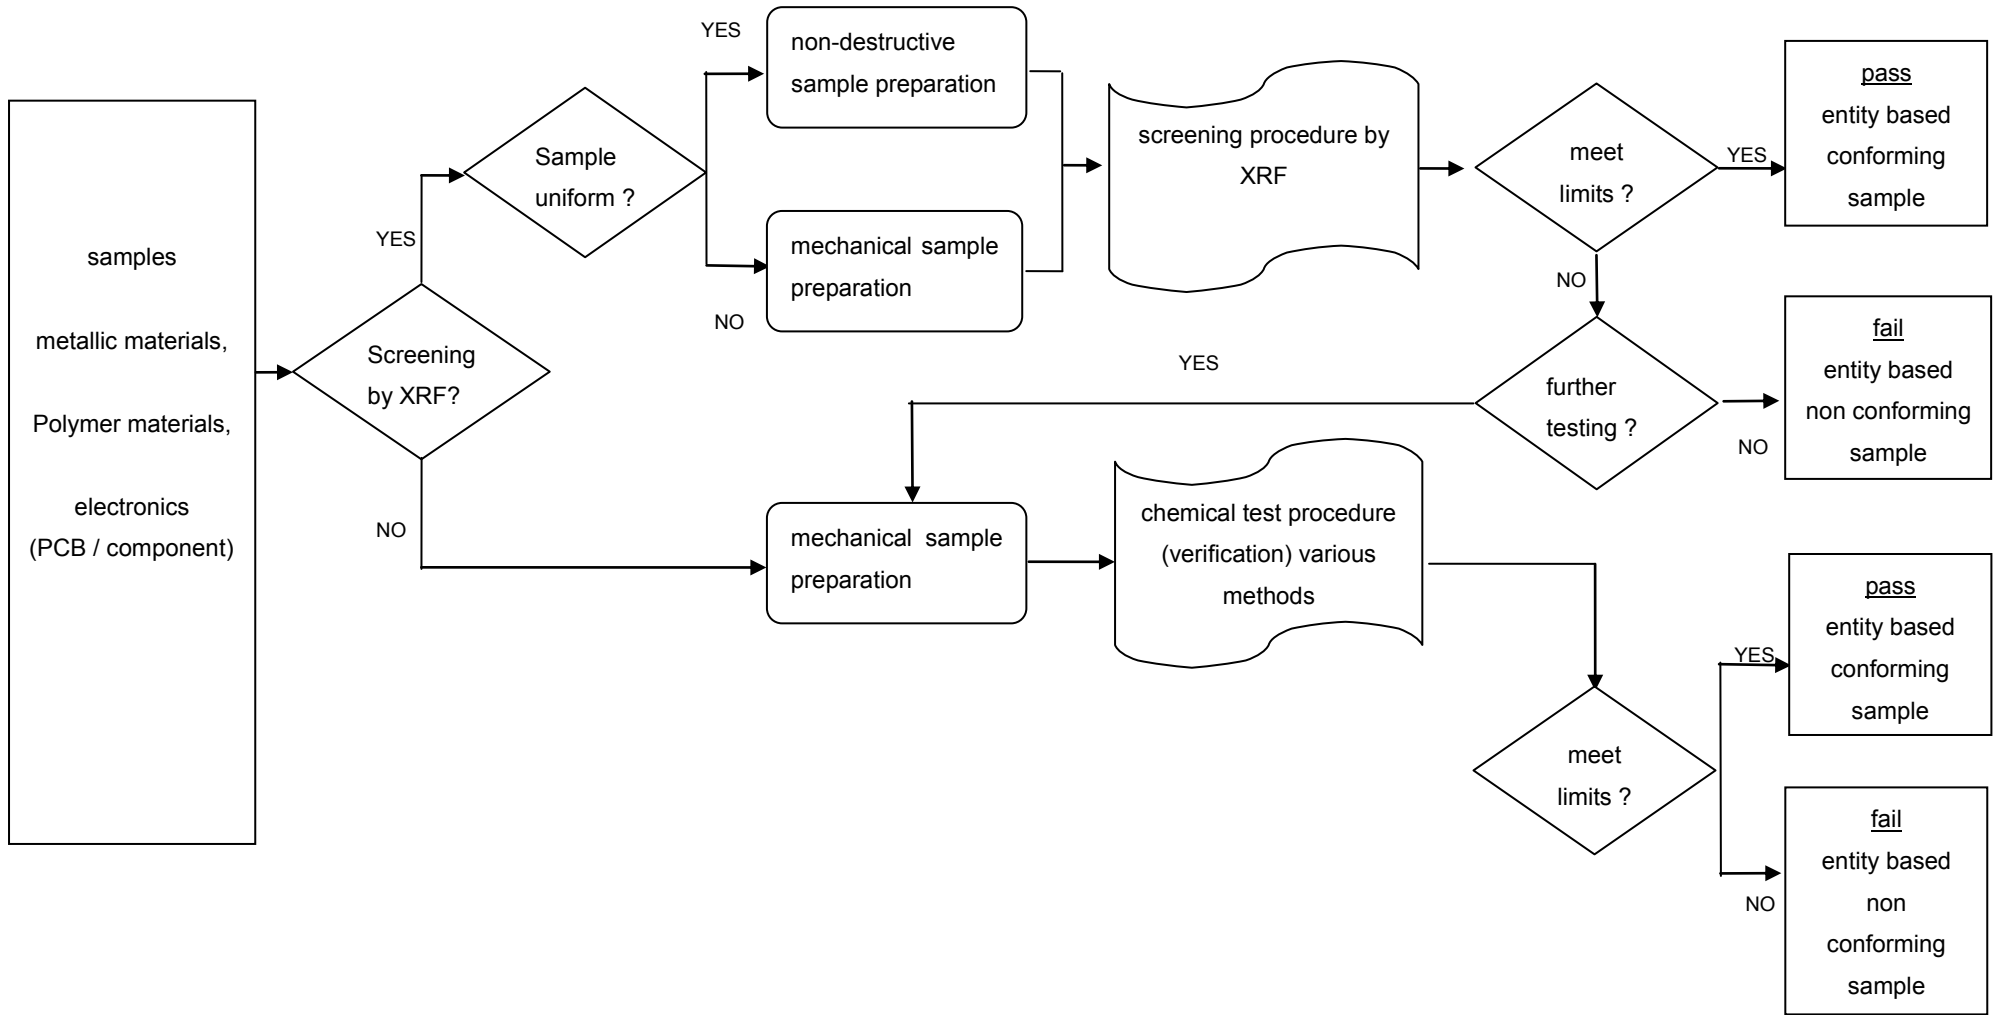 samples
metallic materials,
Polymer materials,
electronics
(PCB / component)
Screening
by XRF?
YES
NO
Sample
uniform ?
YES
NO
non-destructive
sample preparation
mechanical sample
preparation
screening procedure by
XRF
meet
limits ?
YES
NO
pass
entity based
conforming
sample
further
testing ?
YES
NO
fail
entity based
non conforming
sample
mechanical sample
preparation
chemical test procedure
(verification) various
methods
meet
limits ?
YES
NO
pass
entity based
conforming
sample
fail
entity based
non
conforming
sample